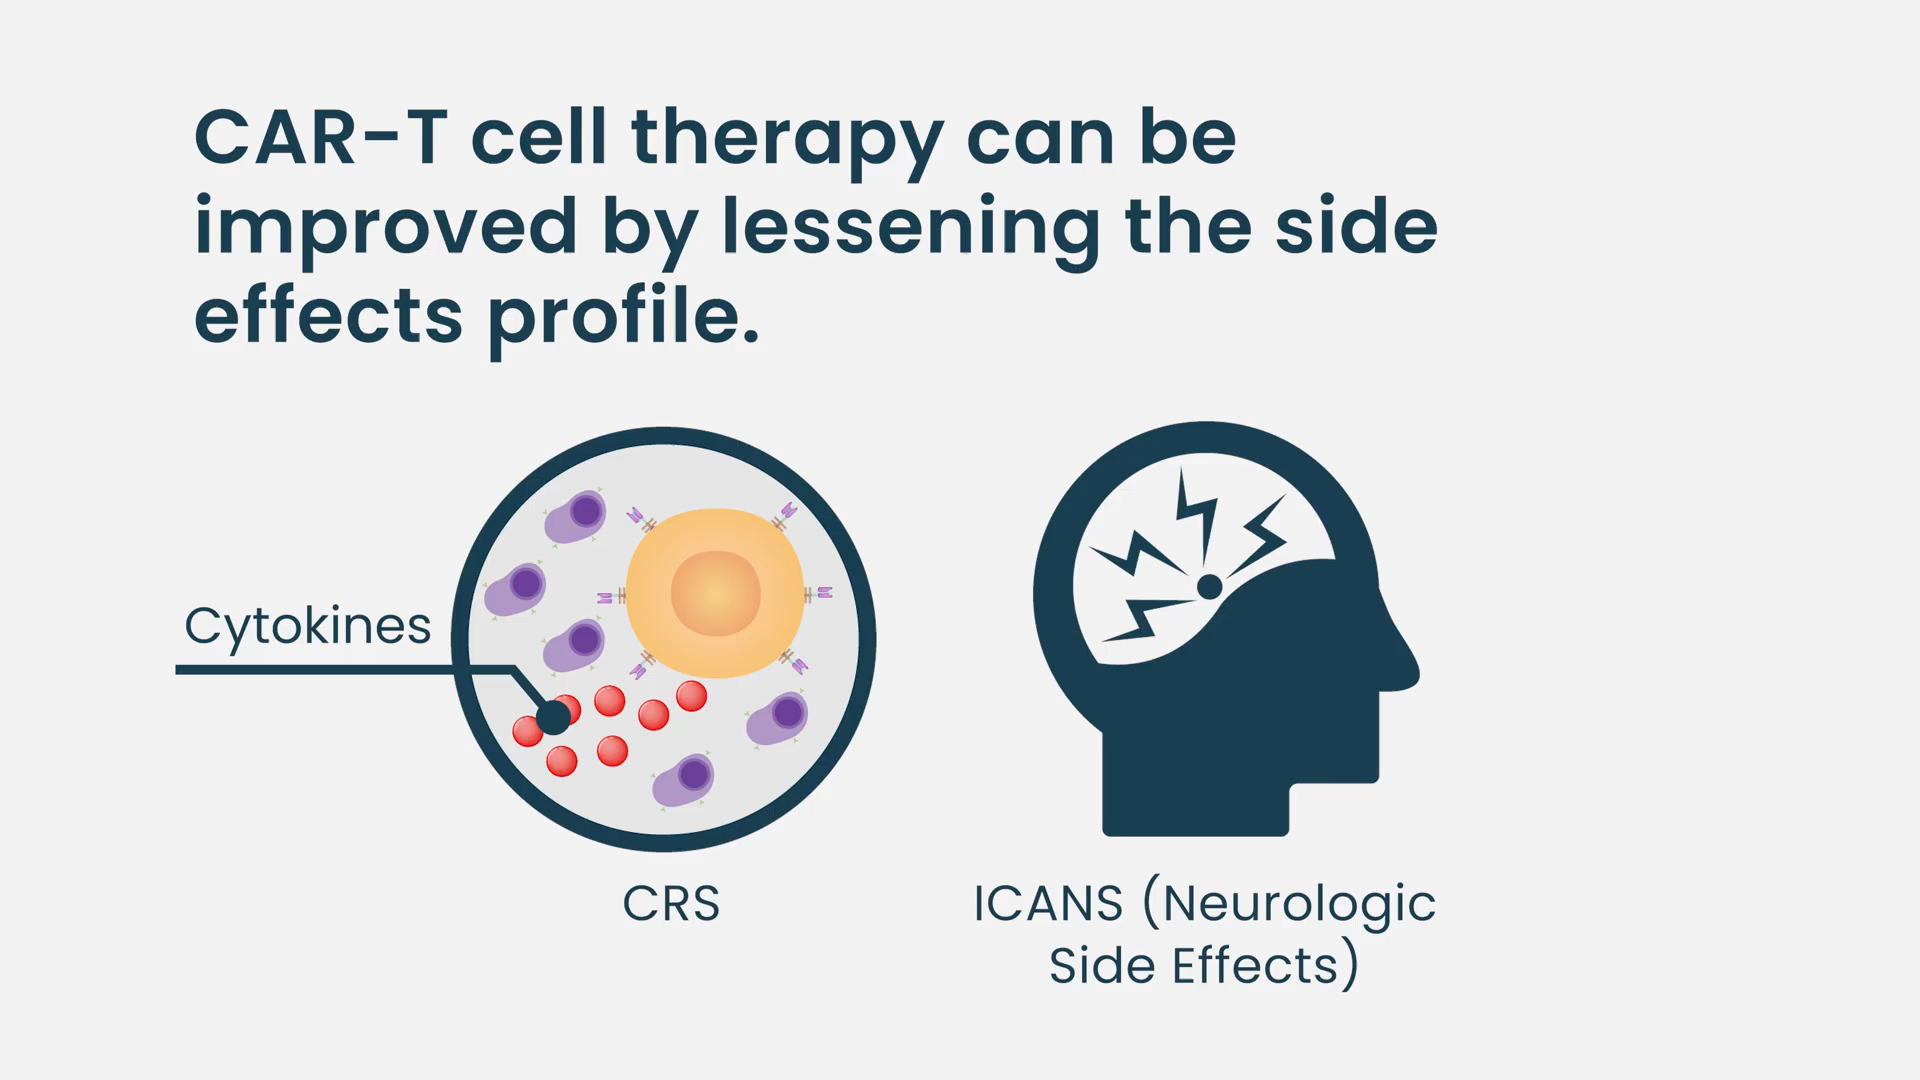 CAR-T cell therapy can be
improved by lessening the side
effects profile.
Cytokines
CRS
ICANS (Neurologic
Side Effects)